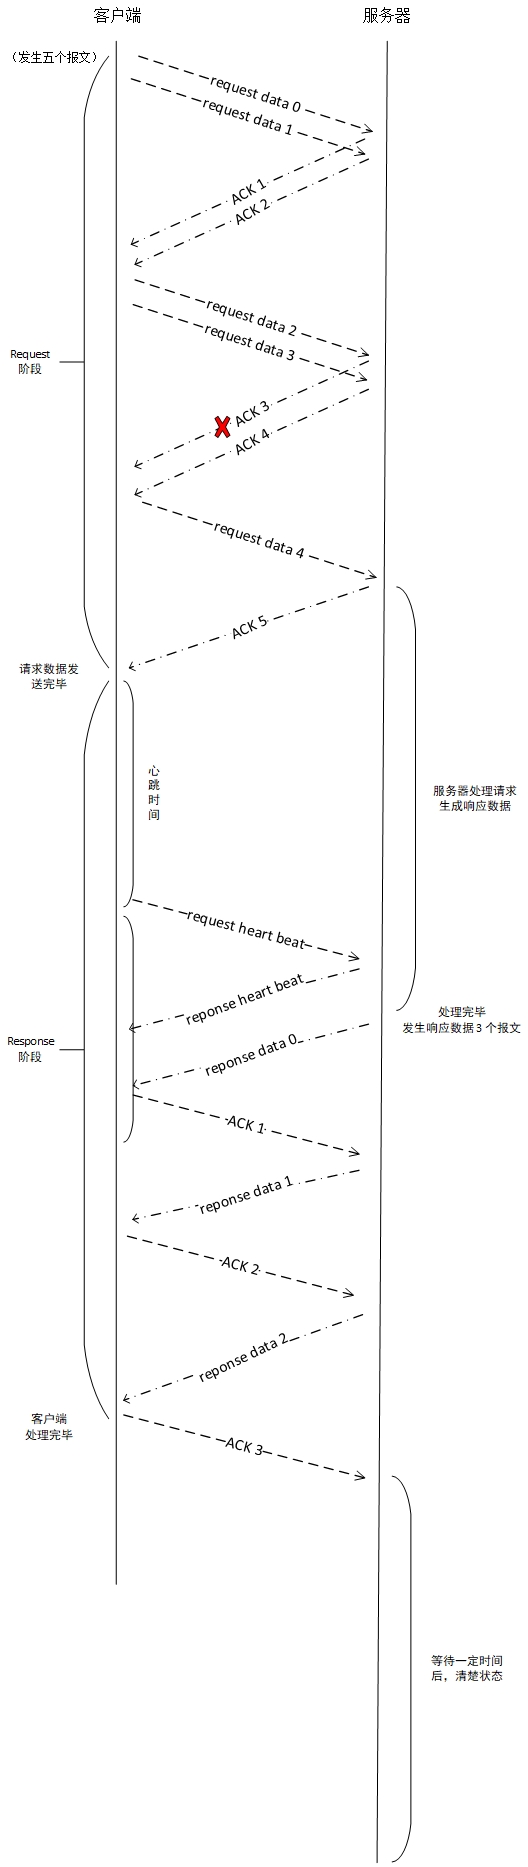 客户端
服务器
（发生五个报文）
request data 0
request data 1
ACK 1
ACK 2
request data 2
request data 3
Request
阶段
ACK 3
ACK 4
request data 4
ACK 5
请求数据发
送完毕
心
跳
时
间
服务器处理请求
生成响应数据
request heart beat
reponse heart beat
处理完毕
发生响应数据 3 个报文
Response
阶段
reponse data 0
ACK 1
reponse data 1
ACK 2
reponse data 2
客户端
处理完毕
ACK 3
等待一定时间
后，清楚状态